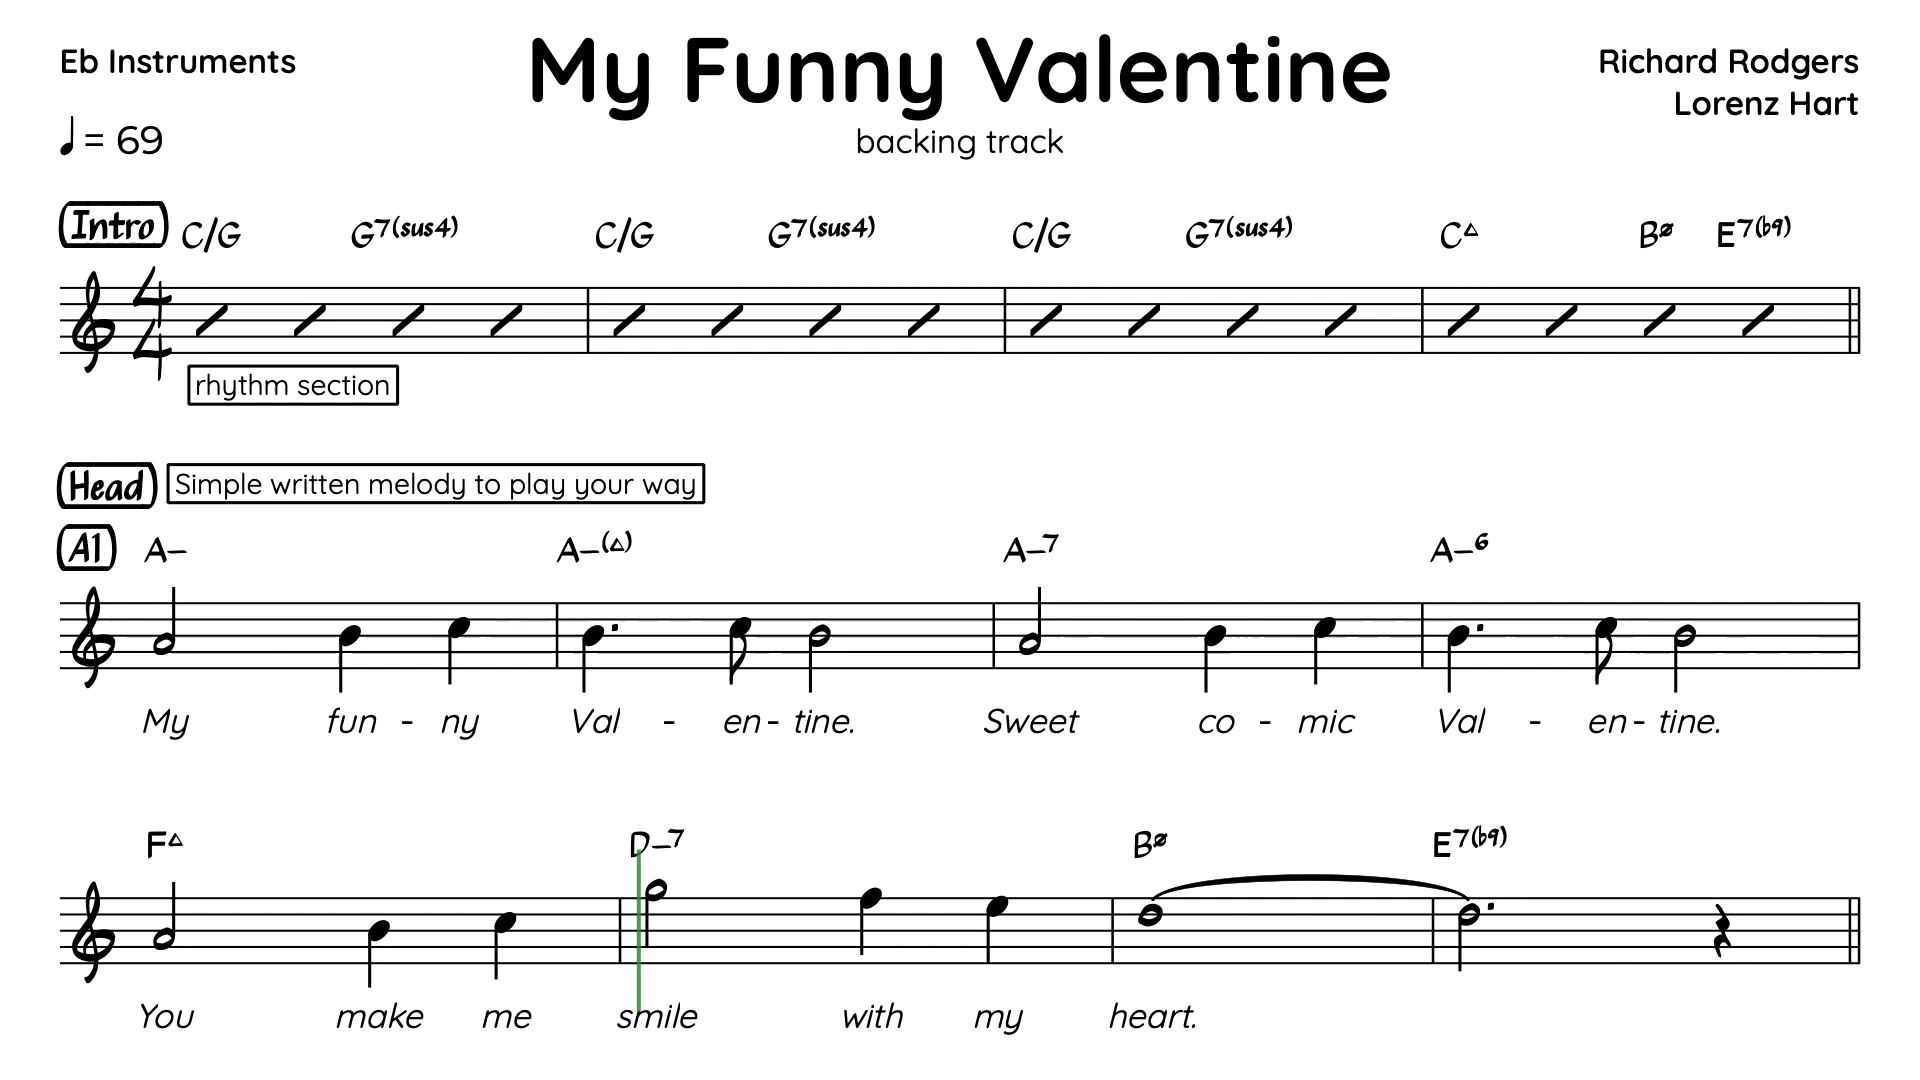 Eb Instruments
My Funny Valentine
Richard Rodgers
Lorenz Hart
♩ = 69
backing track
Intro C/G G7(sus4) C/G G7(sus4) C/G G7(sus4) C△ Bø E7(b9)
4
4
rhythm section
Head Simple written melody to play your way
A1 A– A–(△) A–7 A–6
My fun - ny Val - en - tine. Sweet co - mic Val - en - tine.
F△ D–7 Bø E7(b9)
You make me smile with my heart.